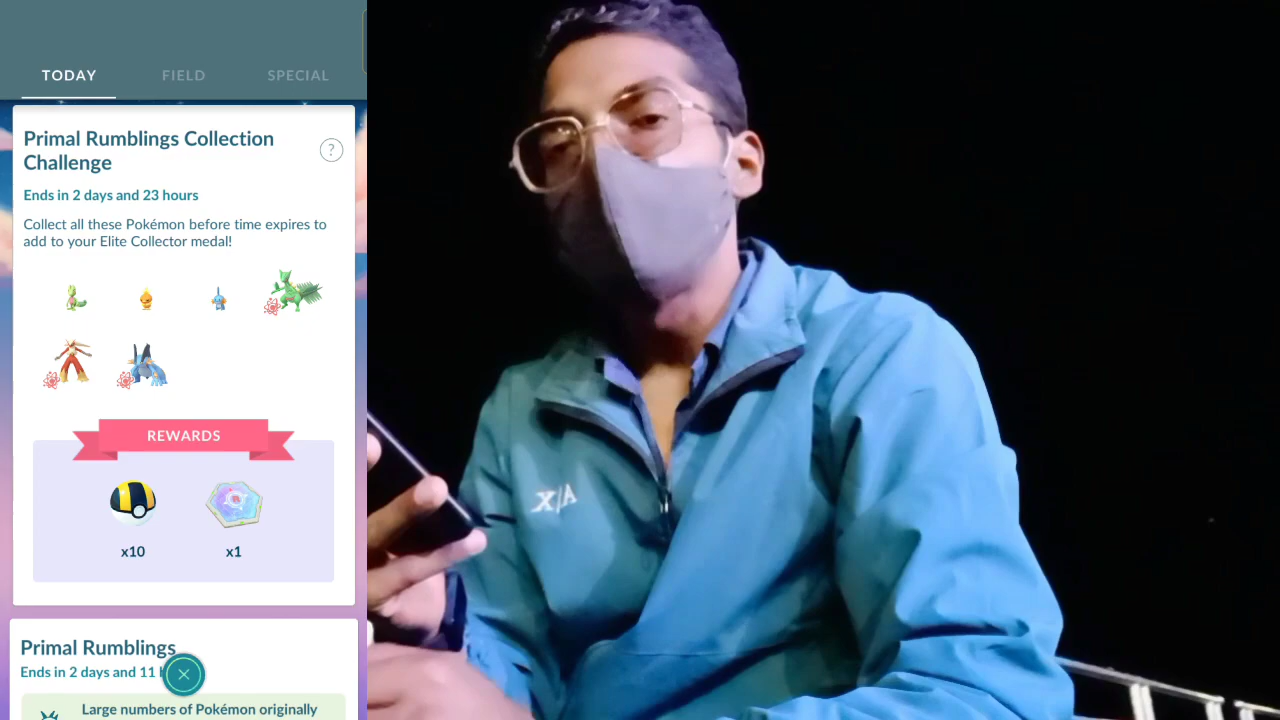 TODAY FIELD SPECIAL
Primal Rumblings Collection
Challenge
?
Ends in 2 days and 23 hours
Collect all these Pokémon before time expires to
add to your Elite Collector medal!
REWARDS
x10 x1
Primal Rumblings
Ends in 2 days and 11
Large numbers of Pokémon originally